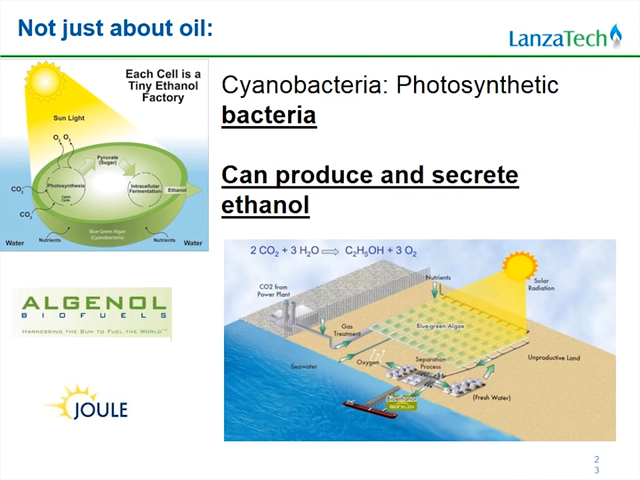 Not just about oil:
LanzaTech
Each Cell is a
Tiny Ethanol
Factory
Sun Light
O₂ O₂
Pyruvate
(Sugar)
Photosynthesis
Intracellular
Fermentation
Ethanol
CO₂
CO₂
Blue Green Algae
(Cyanobacteria)
Water
Nutrients
Nutrients
Water
Cyanobacteria: Photosynthetic
bacteria
Can produce and secrete
ethanol
ALGENOL
BIOFUELS
HARNESSING THE SUN TO FUEL THE WORLD™
JOULE
2 CO₂ + 3 H₂O ⟹ C₂H₅OH + 3 O₂
CO2 from
Power Plant
Nutrients
Solar
Radiation
Gas
Treatment
Blue-green Algae
Seawater
Oxygen
Separation
Process
Unproductive Land
Bioethanol
(Fresh Water)
2
3